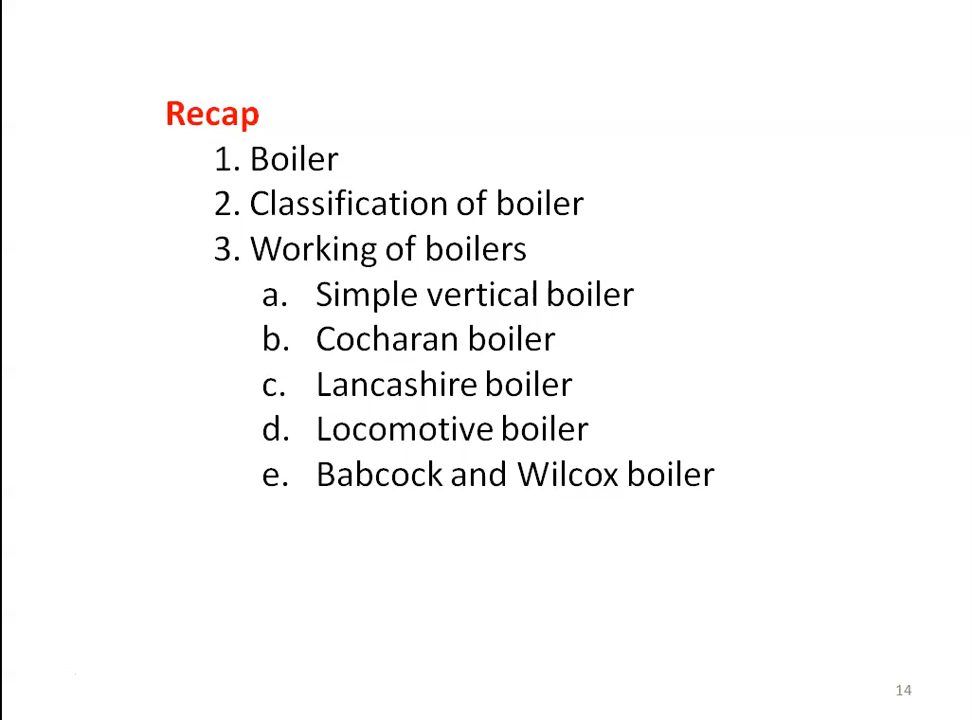 Recap
1. Boiler
2. Classification of boiler
3. Working of boilers
a. Simple vertical boiler
b. Cocharan boiler
c. Lancashire boiler
d. Locomotive boiler
e. Babcock and Wilcox boiler
14